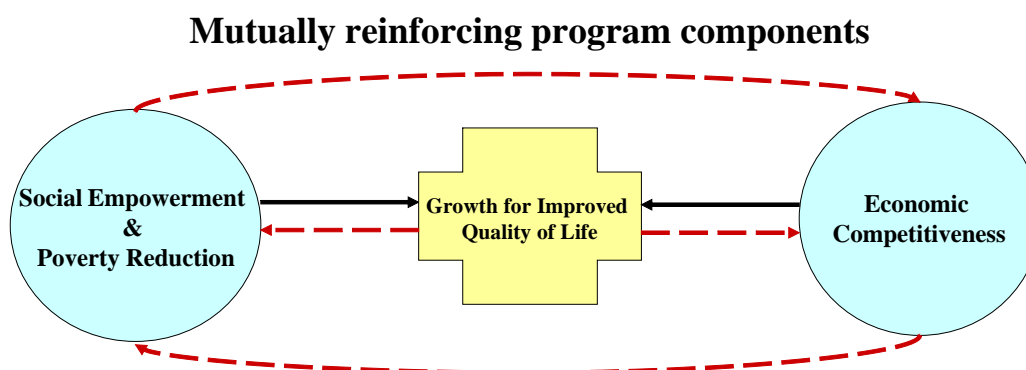 Mutually reinforcing program components
Social Empowerment
&
Poverty Reduction
Growth for Improved
Quality of Life
Economic
Competitiveness